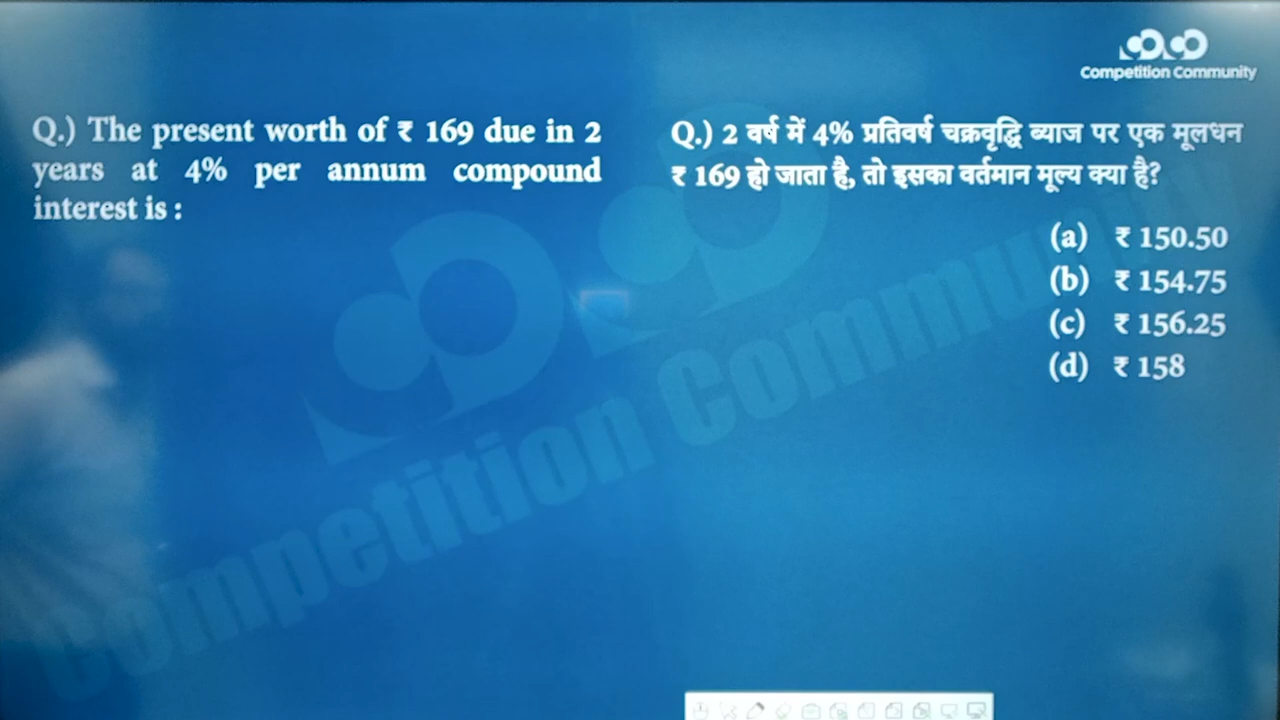 Competition Community
Q.) The present worth of ₹ 169 due in 2
years at 4% per annum compound
interest is :
Q.) 2 वर्ष में 4% प्रतिवर्ष चक्रवृद्धि ब्याज पर एक मूलधन
₹ 169 हो जाता है, तो इसका वर्तमान मूल्य क्या है?
(a) ₹ 150.50
(b) ₹ 154.75
(c) ₹ 156.25
(d) ₹ 158
Competition Community